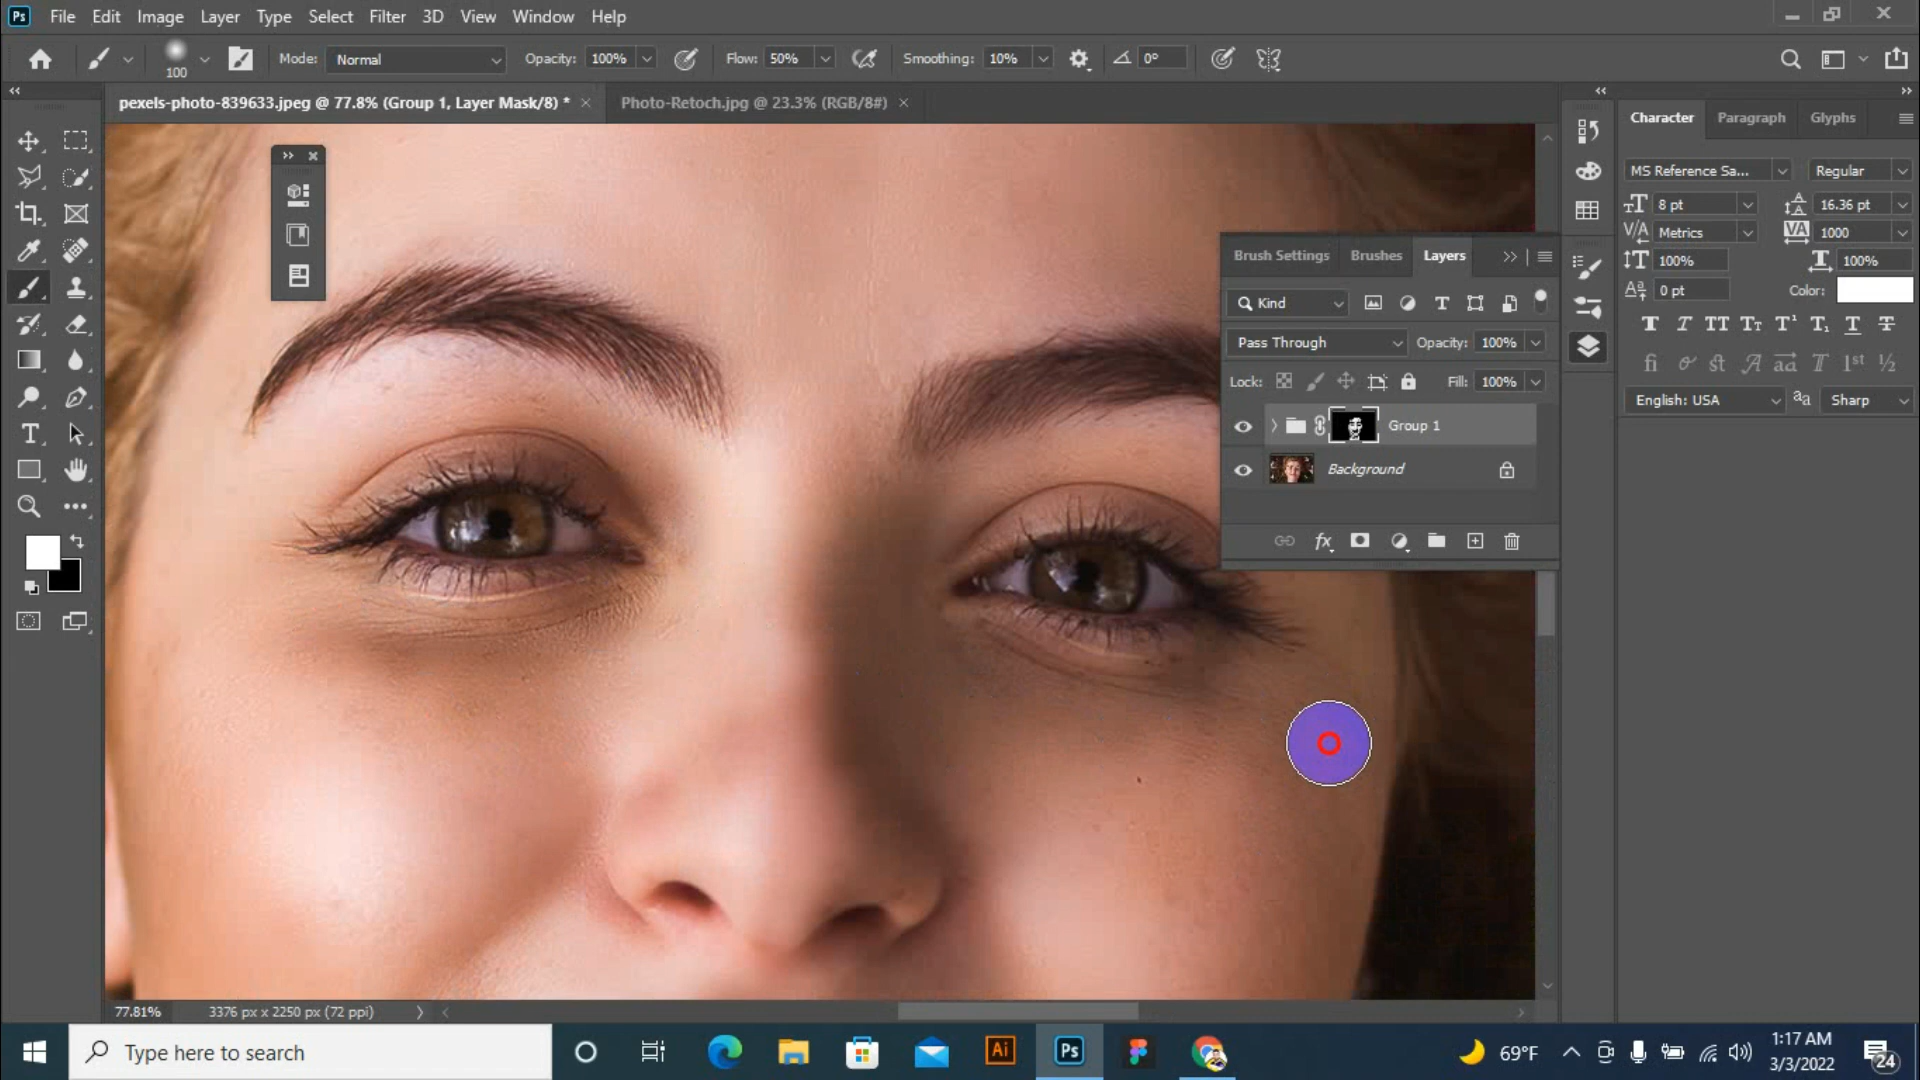 Ps File Edit Image Layer Type Select Filter 3D View Window Help
100 Mode: Normal Opacity: 100% Flow: 50% Smoothing: 10% 0°
pexels-photo-839633.jpeg @ 77.8% (Group 1, Layer Mask/8) * Photo-Retoch.jpg @ 23.3% (RGB/8#)
Character Paragraph Glyphs
MS Reference Sa... Regular
8 pt 16.36 pt
Metrics 1000
100% 100%
0 pt Color:
English: USA Sharp
Brush Settings Brushes Layers
Kind
Pass Through Opacity: 100%
Lock: Fill: 100%
Group 1
Background
77.81% 3376 px x 2250 px (72 ppi)
Type here to search
Ai Ps
69°F
1:17 AM
3/3/2022
24